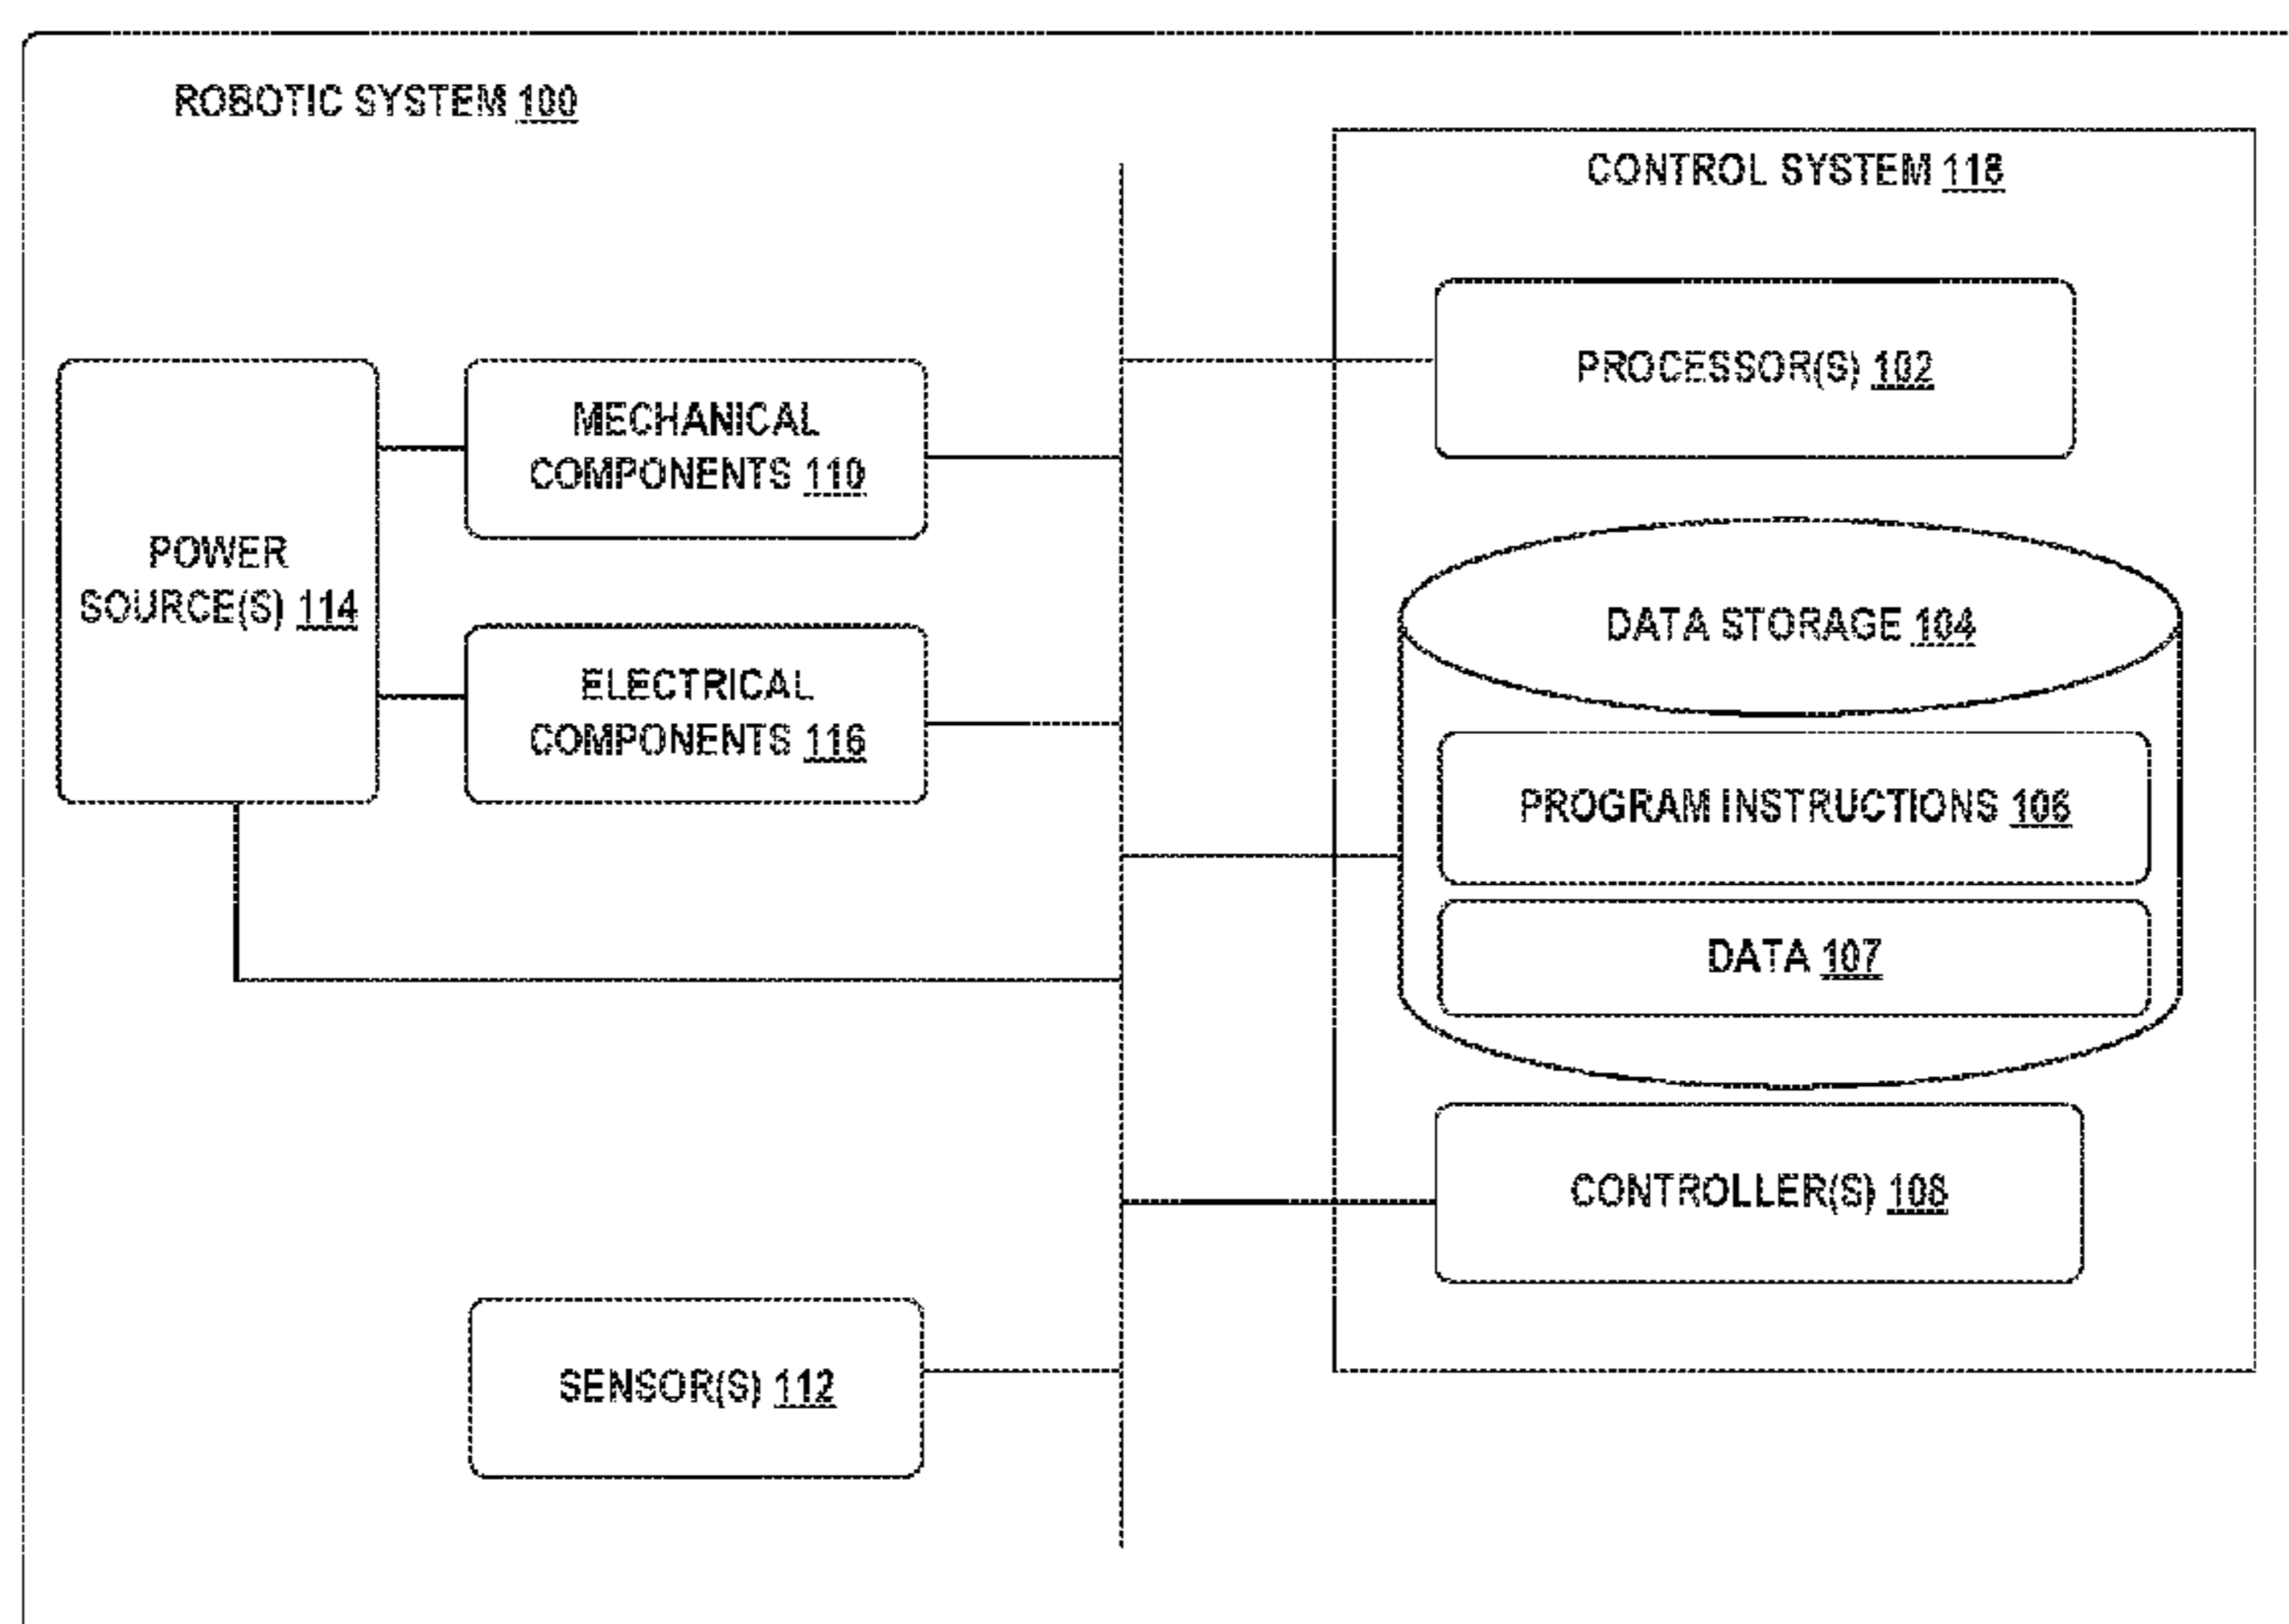 ROBOTIC SYSTEM 100
CONTROL SYSTEM 118
PROCESSOR(S) 102
MECHANICAL
COMPONENTS 110
POWER
SOURCE(S) 114
DATA STORAGE 104
ELECTRICAL
COMPONENTS 116
PROGRAM INSTRUCTIONS 106
DATA 107
CONTROLLER(S) 108
SENSOR(S) 112